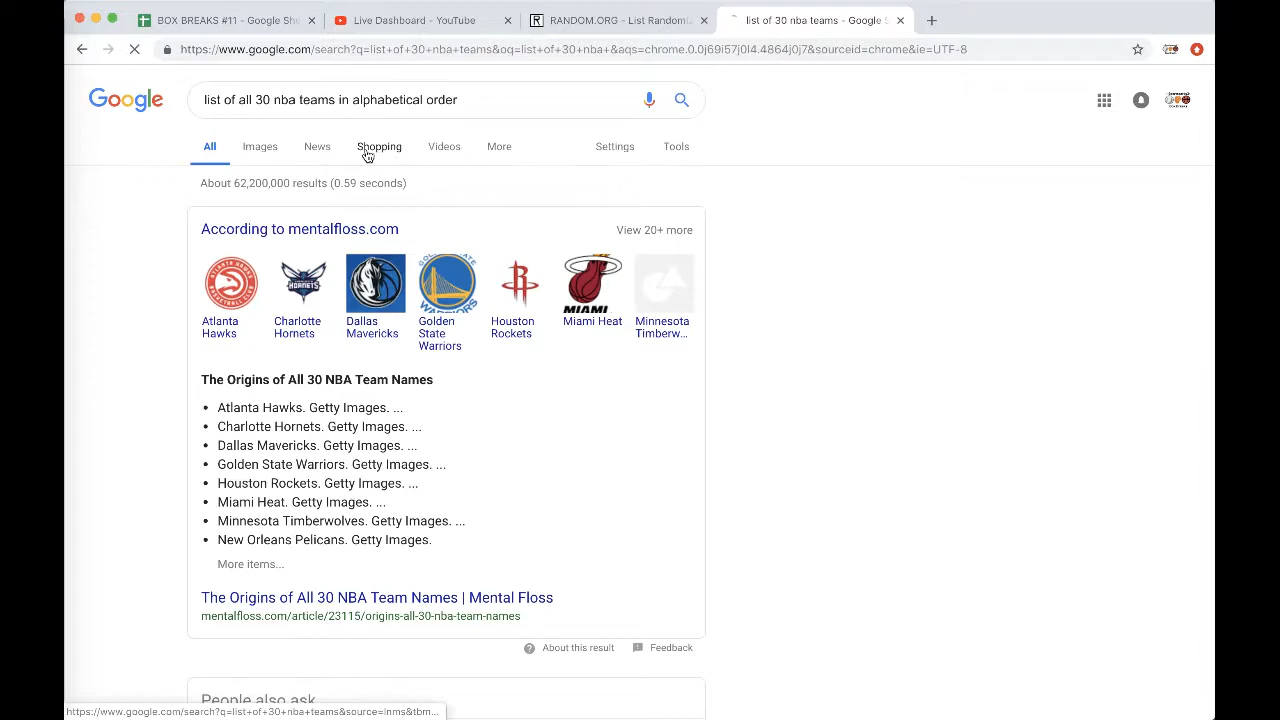 BOX BREAKS #11 - Google Sh
Live Dashboard - YouTube
RANDOM.ORG - List Randomi
list of 30 nba teams - Google S
https://www.google.com/search?q=list+of+30+nba+teams&oq=list+of+30+nba+&aqs=chrome.0.0j69i57j0l4.4864j0j7&sourceid=chrome&ie=UTF-8
Google
list of all 30 nba teams in alphabetical order
All
Images
News
Shopping
Videos
More
Settings
Tools
About 62,200,000 results (0.59 seconds)
According to mentalfloss.com
View 20+ more
MIAMI
Atlanta Hawks
Charlotte Hornets
Dallas Mavericks
Golden State Warriors
Houston Rockets
Miami Heat
Minnesota Timberw...
The Origins of All 30 NBA Team Names
• Atlanta Hawks. Getty Images. ...
• Charlotte Hornets. Getty Images. ...
• Dallas Mavericks. Getty Images. ...
• Golden State Warriors. Getty Images. ...
• Houston Rockets. Getty Images. ...
• Miami Heat. Getty Images. ...
• Minnesota Timberwolves. Getty Images. ...
• New Orleans Pelicans. Getty Images.
More items...
The Origins of All 30 NBA Team Names | Mental Floss
mentalfloss.com/article/23115/origins-all-30-nba-team-names
About this result
Feedback
People also ask
https://www.google.com/search?q=list+of+30+nba+teams&source=lnms&tbm...